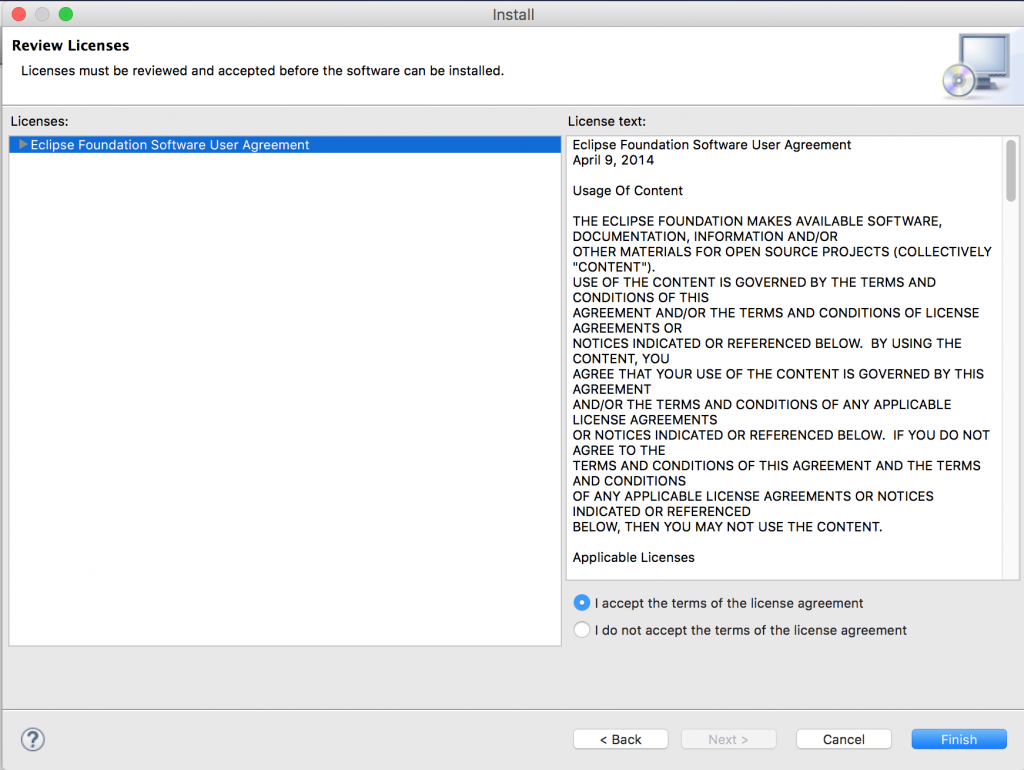 Install
Review Licenses
Licenses must be reviewed and accepted before the software can be installed.
Licenses:
Eclipse Foundation Software User Agreement
License text:
Eclipse Foundation Software User Agreement
April 9, 2014
Usage Of Content
THE ECLIPSE FOUNDATION MAKES AVAILABLE SOFTWARE,
DOCUMENTATION, INFORMATION AND/OR
OTHER MATERIALS FOR OPEN SOURCE PROJECTS (COLLECTIVELY
"CONTENT").
USE OF THE CONTENT IS GOVERNED BY THE TERMS AND
CONDITIONS OF THIS
AGREEMENT AND/OR THE TERMS AND CONDITIONS OF LICENSE
AGREEMENTS OR
NOTICES INDICATED OR REFERENCED BELOW.  BY USING THE
CONTENT, YOU
AGREE THAT YOUR USE OF THE CONTENT IS GOVERNED BY THIS
AGREEMENT
AND/OR THE TERMS AND CONDITIONS OF ANY APPLICABLE
LICENSE AGREEMENTS
OR NOTICES INDICATED OR REFERENCED BELOW.  IF YOU DO NOT
AGREE TO THE
TERMS AND CONDITIONS OF THIS AGREEMENT AND THE TERMS
AND CONDITIONS
OF ANY APPLICABLE LICENSE AGREEMENTS OR NOTICES
INDICATED OR REFERENCED
BELOW, THEN YOU MAY NOT USE THE CONTENT.
Applicable Licenses
I accept the terms of the license agreement
I do not accept the terms of the license agreement
?
< Back
Next >
Cancel
Finish